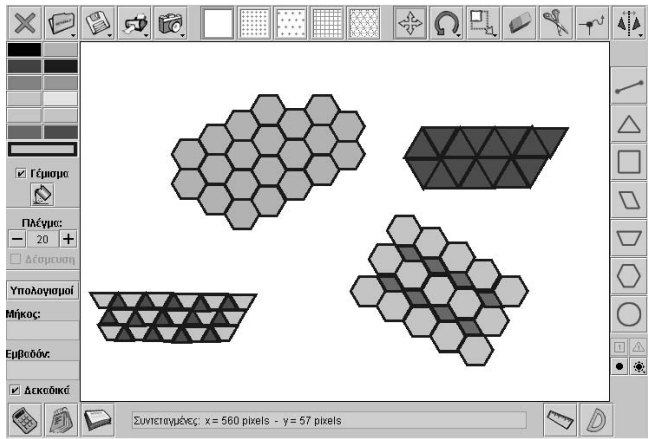 Γέμισμα
Πλέγμα:
20
Δέσμευση
Υπολογισμοί
Μήκος:
Εμβαδόν:
Δεκαδικά
Συντεταγμένες: x = 560 pixels - y = 57 pixels